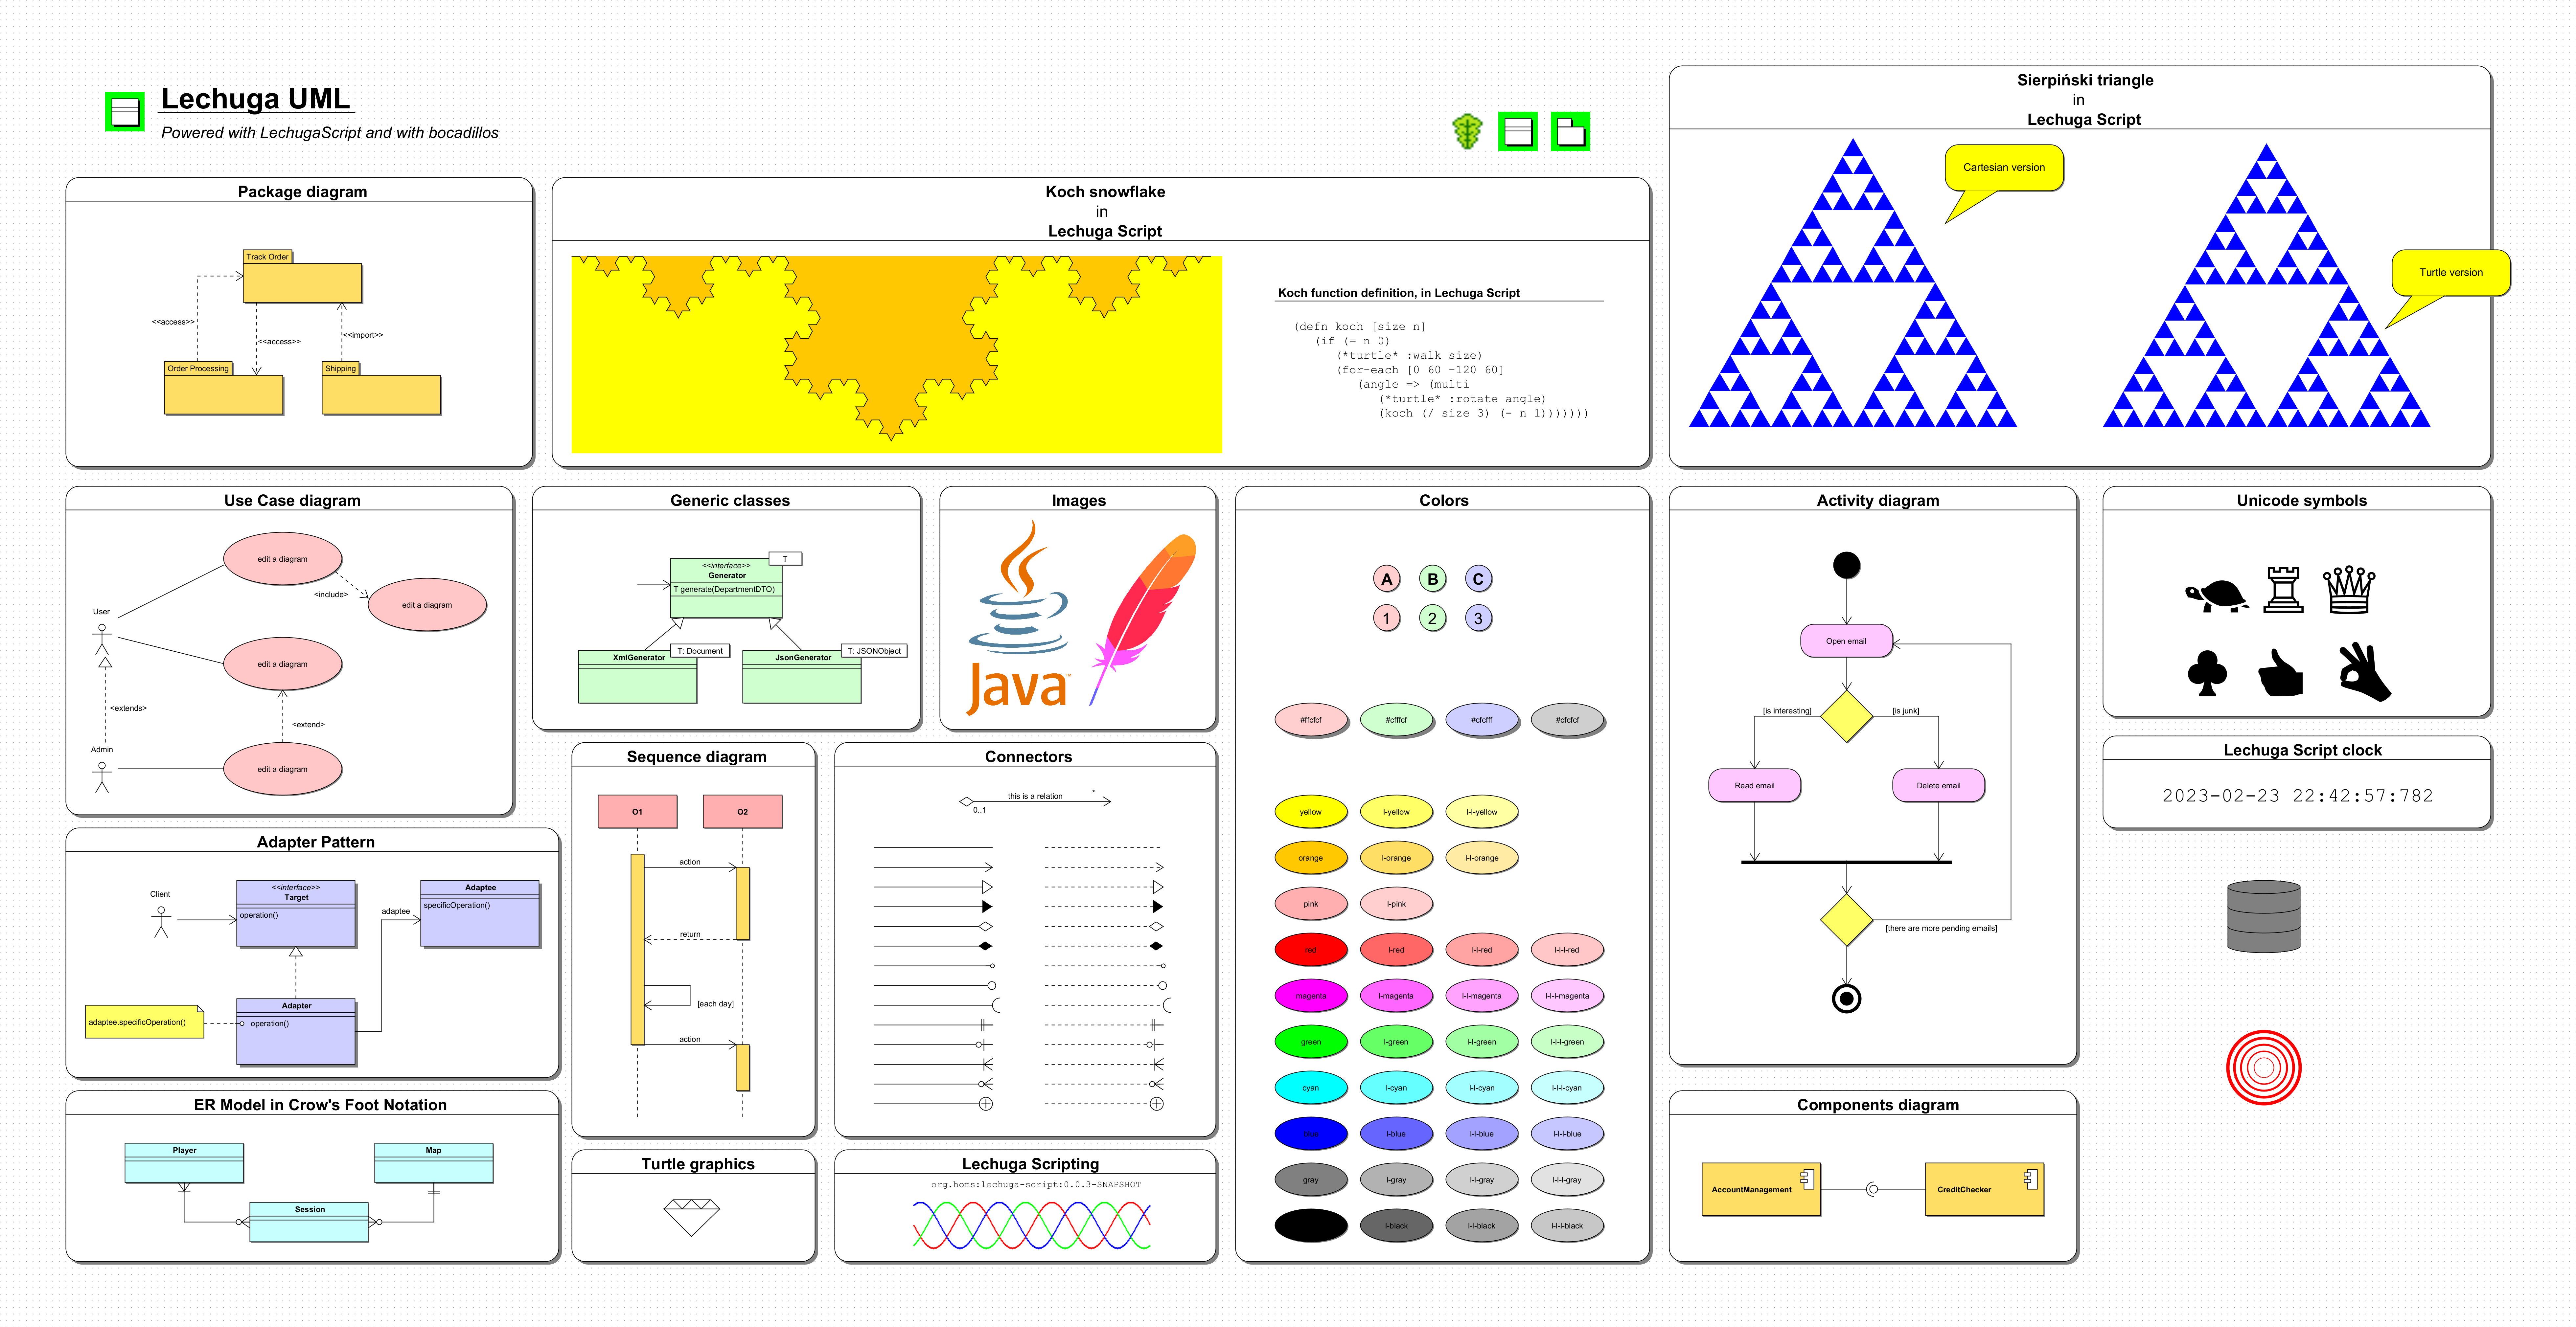 Lechuga UML
Powered with LechugaScript and with bocadillos
Sierpiński triangle
in
Lechuga Script
Cartesian version
Turtle version
Package diagram
Track Order
<<access>>
<<access>>
<<import>>
Order Processing
Shipping
Koch snowflake
in
Lechuga Script
Koch function definition, in Lechuga Script
(defn koch [size n]
(if (= n 0)
(*turtle* :walk size)
(for-each [0 60 -120 60]
(angle => (multi
(*turtle* :rotate angle)
(koch (/ size 3) (- n 1)))))))
Use Case diagram
edit a diagram
<include>
edit a diagram
User
edit a diagram
<extends>
<extend>
Admin
edit a diagram
Generic classes
T
<<interface>>
Generator
T generate(DepartmentDTO)
T: Document
XmlGenerator
T: JSONObject
JsonGenerator
Images
Java™
Colors
A B C
1 2 3
#ffcfcf #cfffcf #cfcfff #cfcfcf
yellow l-yellow l-l-yellow
orange l-orange l-l-orange
pink l-pink
red l-red l-l-red l-l-l-red
magenta l-magenta l-l-magenta l-l-l-magenta
green l-green l-l-green l-l-l-green
cyan l-cyan l-l-cyan l-l-l-cyan
blue l-blue l-l-blue l-l-l-blue
gray l-gray l-l-gray l-l-l-gray
l-black l-l-black l-l-l-black
Activity diagram
Open email
[is interesting]
[is junk]
Read email
Delete email
[there are more pending emails]
Unicode symbols
Lechuga Script clock
2023-02-23 22:42:57:782
Sequence diagram
O1
O2
action
return
[each day]
action
Connectors
this is a relation
*
0..1
Adapter Pattern
Client
<<interface>>
Target
operation()
adaptee
Adaptee
specificOperation()
adaptee.specificOperation()
Adapter
operation()
ER Model in Crow's Foot Notation
Player
Map
Session
Turtle graphics
Lechuga Scripting
org.homs:lechuga-script:0.0.3-SNAPSHOT
Components diagram
AccountManagement
CreditChecker